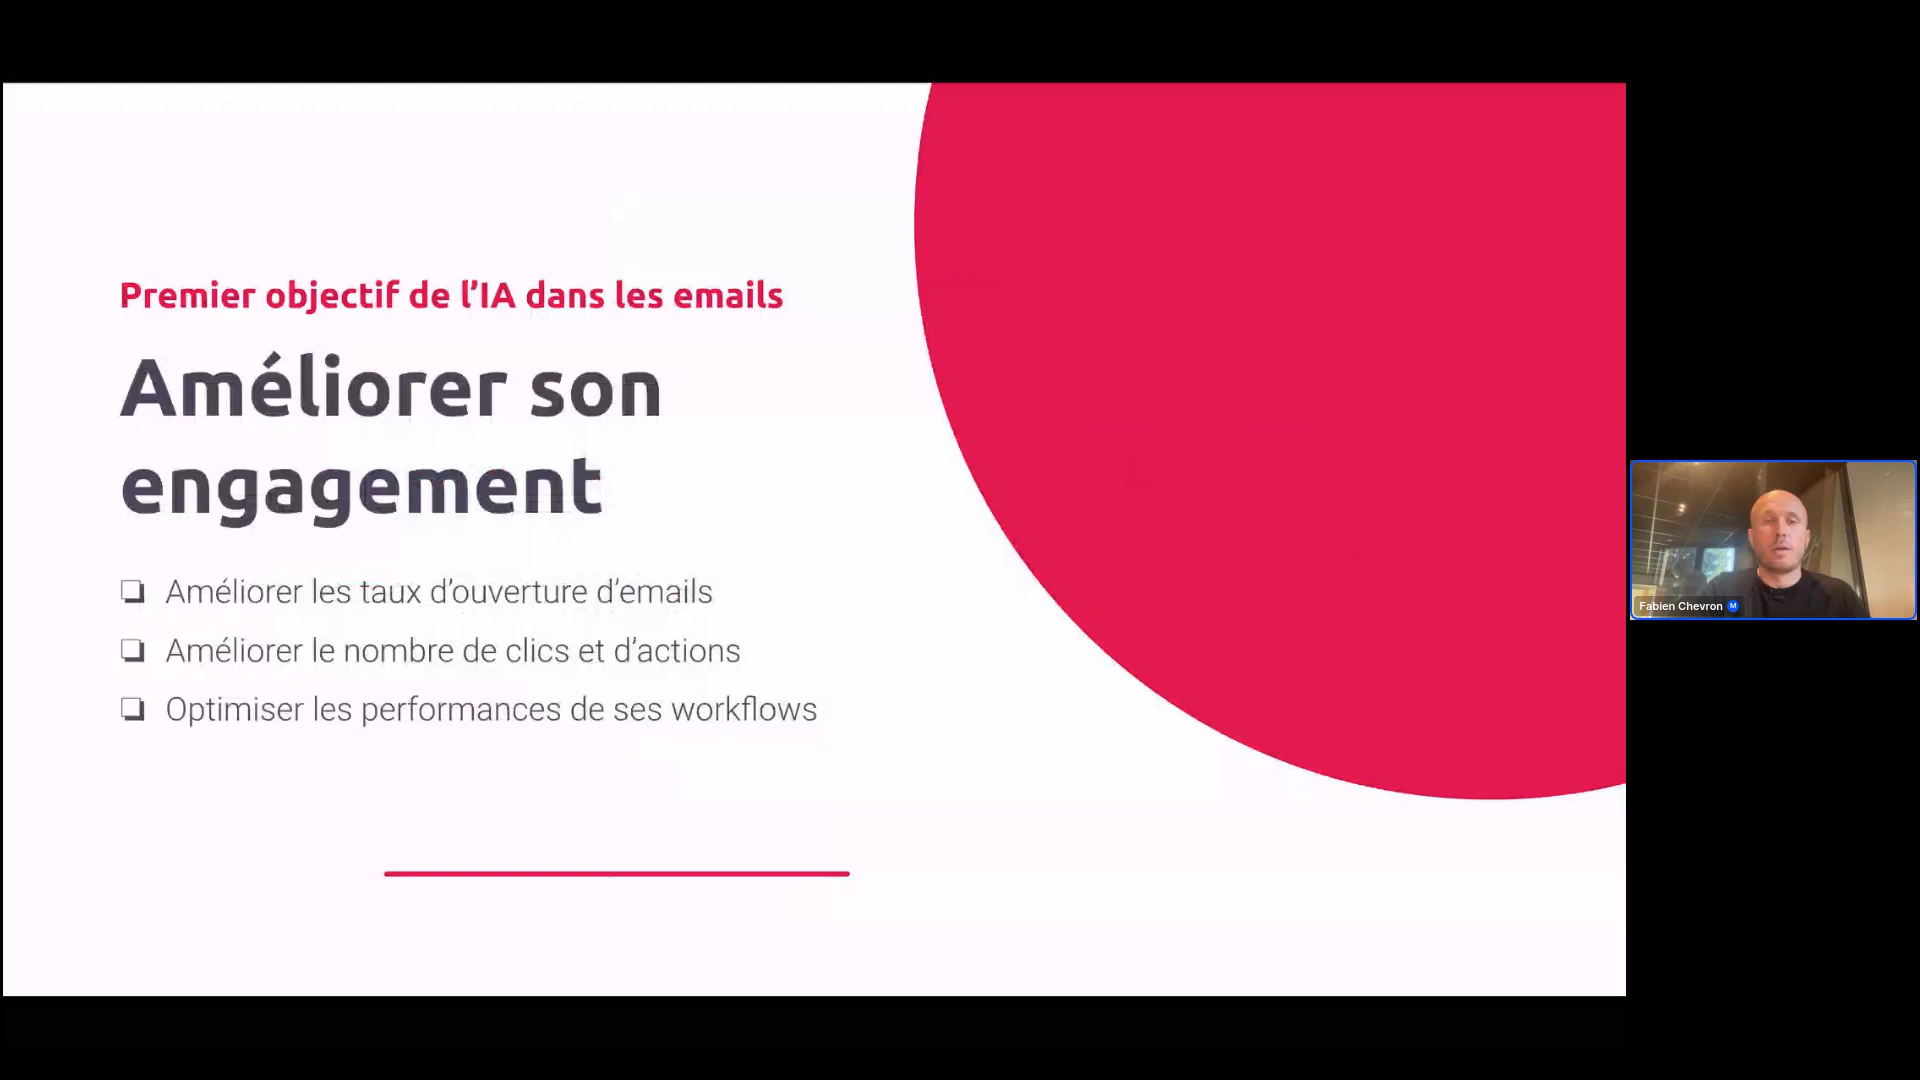 Premier objectif de l’IA dans les emails
Améliorer son
engagement
Améliorer les taux d’ouverture d’emails
Améliorer le nombre de clics et d’actions
Optimiser les performances de ses workflows
Fabien Chevron M